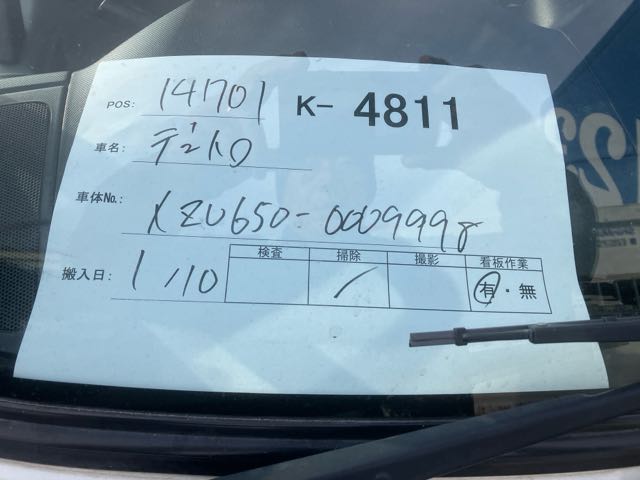 POS: 141701 K- 4811
車名: デュトロ
車体No.: XZU650-0009998
搬入日: 1/10
検査 掃除 撮影 看板作業
/ 有・無
23